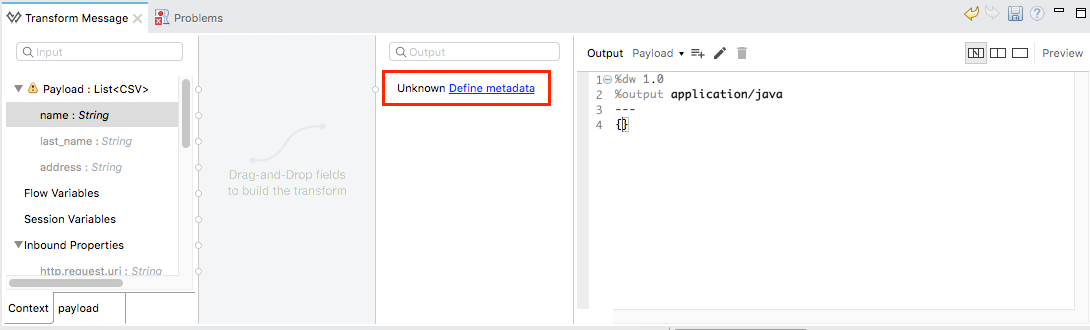 Transform Message
Problems
Input
Payload : List<CSV>
name : String
last_name : String
address : String
Flow Variables
Session Variables
Inbound Properties
http.request.uri : String
Context
payload
Drag-and-Drop fields
to build the transform
Output
Unknown Define metadata
Output Payload
Preview
1 %dw 1.0
2 %output application/java
3 ---
4 {}